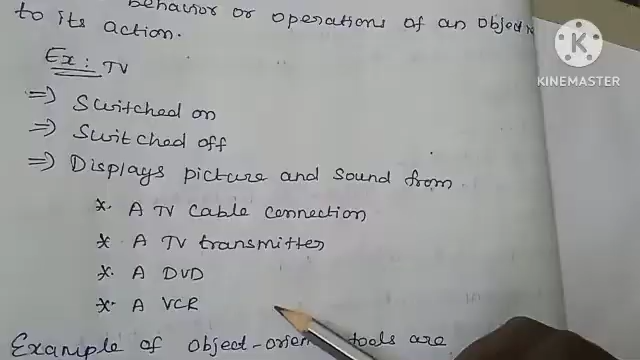 behavior or operations of an object re
to its action.
Ex: TV
=> Switched on
=> Switched off
=> Displays picture and sound from
*. A TV cable connection
* A TV transmitter
*. A DVD
*. A VCR
Example of object-orien tools are
K
KINEMASTER